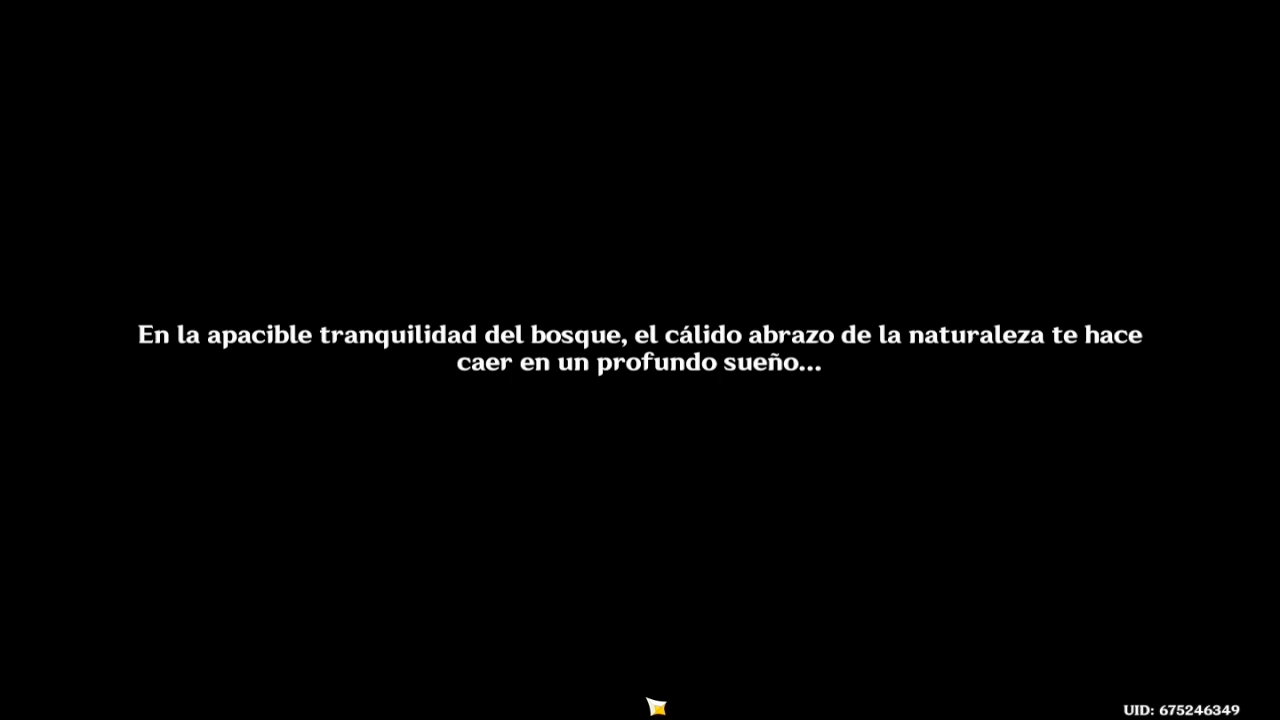 En la apacible tranquilidad del bosque, el cálido abrazo de la naturaleza te hace
caer en un profundo sueño...
UID: 675246349